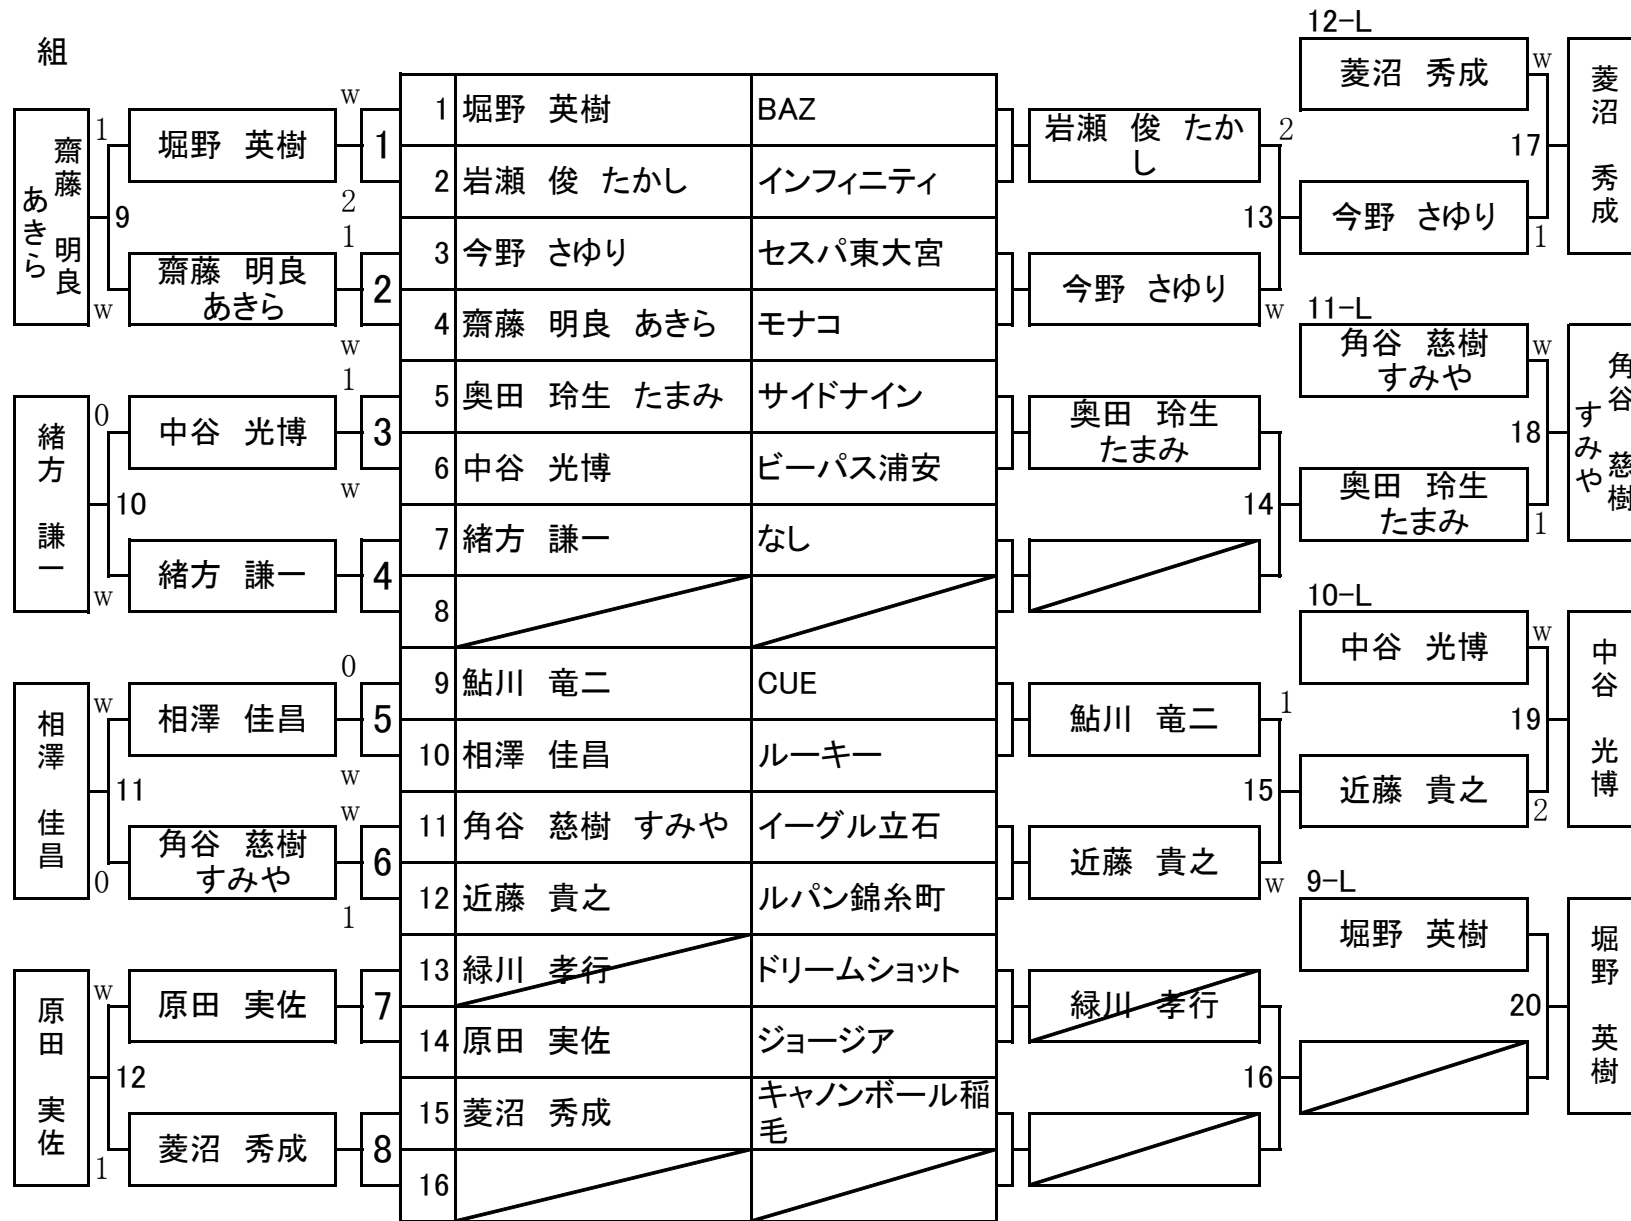 組
齋藤　明良
あきら
緒方　謙一
相澤　佳昌
原田　実佐
1
9
w
0
10
w
w
11
0
w
12
1
堀野　英樹
齋藤　明良
あきら
中谷　光博
緒方　謙一
相澤　佳昌
角谷　慈樹
すみや
原田　実佐
菱沼　秀成
w
1
2
1
2
w
1
3
w
4
0
5
w
w
6
1
7
8
1 堀野　英樹 BAZ
2 岩瀬　俊　たかし インフィニティ
3 今野　さゆり セスパ東大宮
4 齋藤　明良　あきら モナコ
5 奥田　玲生　たまみ サイドナイン
6 中谷　光博 ビーパス浦安
7 緒方　謙一 なし
8
9 鮎川　竜二 CUE
10 相澤　佳昌 ルーキー
11 角谷　慈樹　すみや イーグル立石
12 近藤　貴之 ルパン錦糸町
13 緑川　孝行 ドリームショット
14 原田　実佐 ジョージア
15 菱沼　秀成 キャノンボール稲
毛
16
岩瀬　俊　たか
し
今野　さゆり
奥田　玲生
たまみ
鮎川　竜二
近藤　貴之
緑川　孝行
2
13
w
14
1
15
w
16
12-L
菱沼　秀成
今野　さゆり
w
17
1
菱沼　秀成
11-L
角谷　慈樹
すみや
奥田　玲生
たまみ
w
18
1
角谷　慈樹
すみや
10-L
中谷　光博
近藤　貴之
w
19
2
中谷　光博
9-L
堀野　英樹
20
堀野　英樹